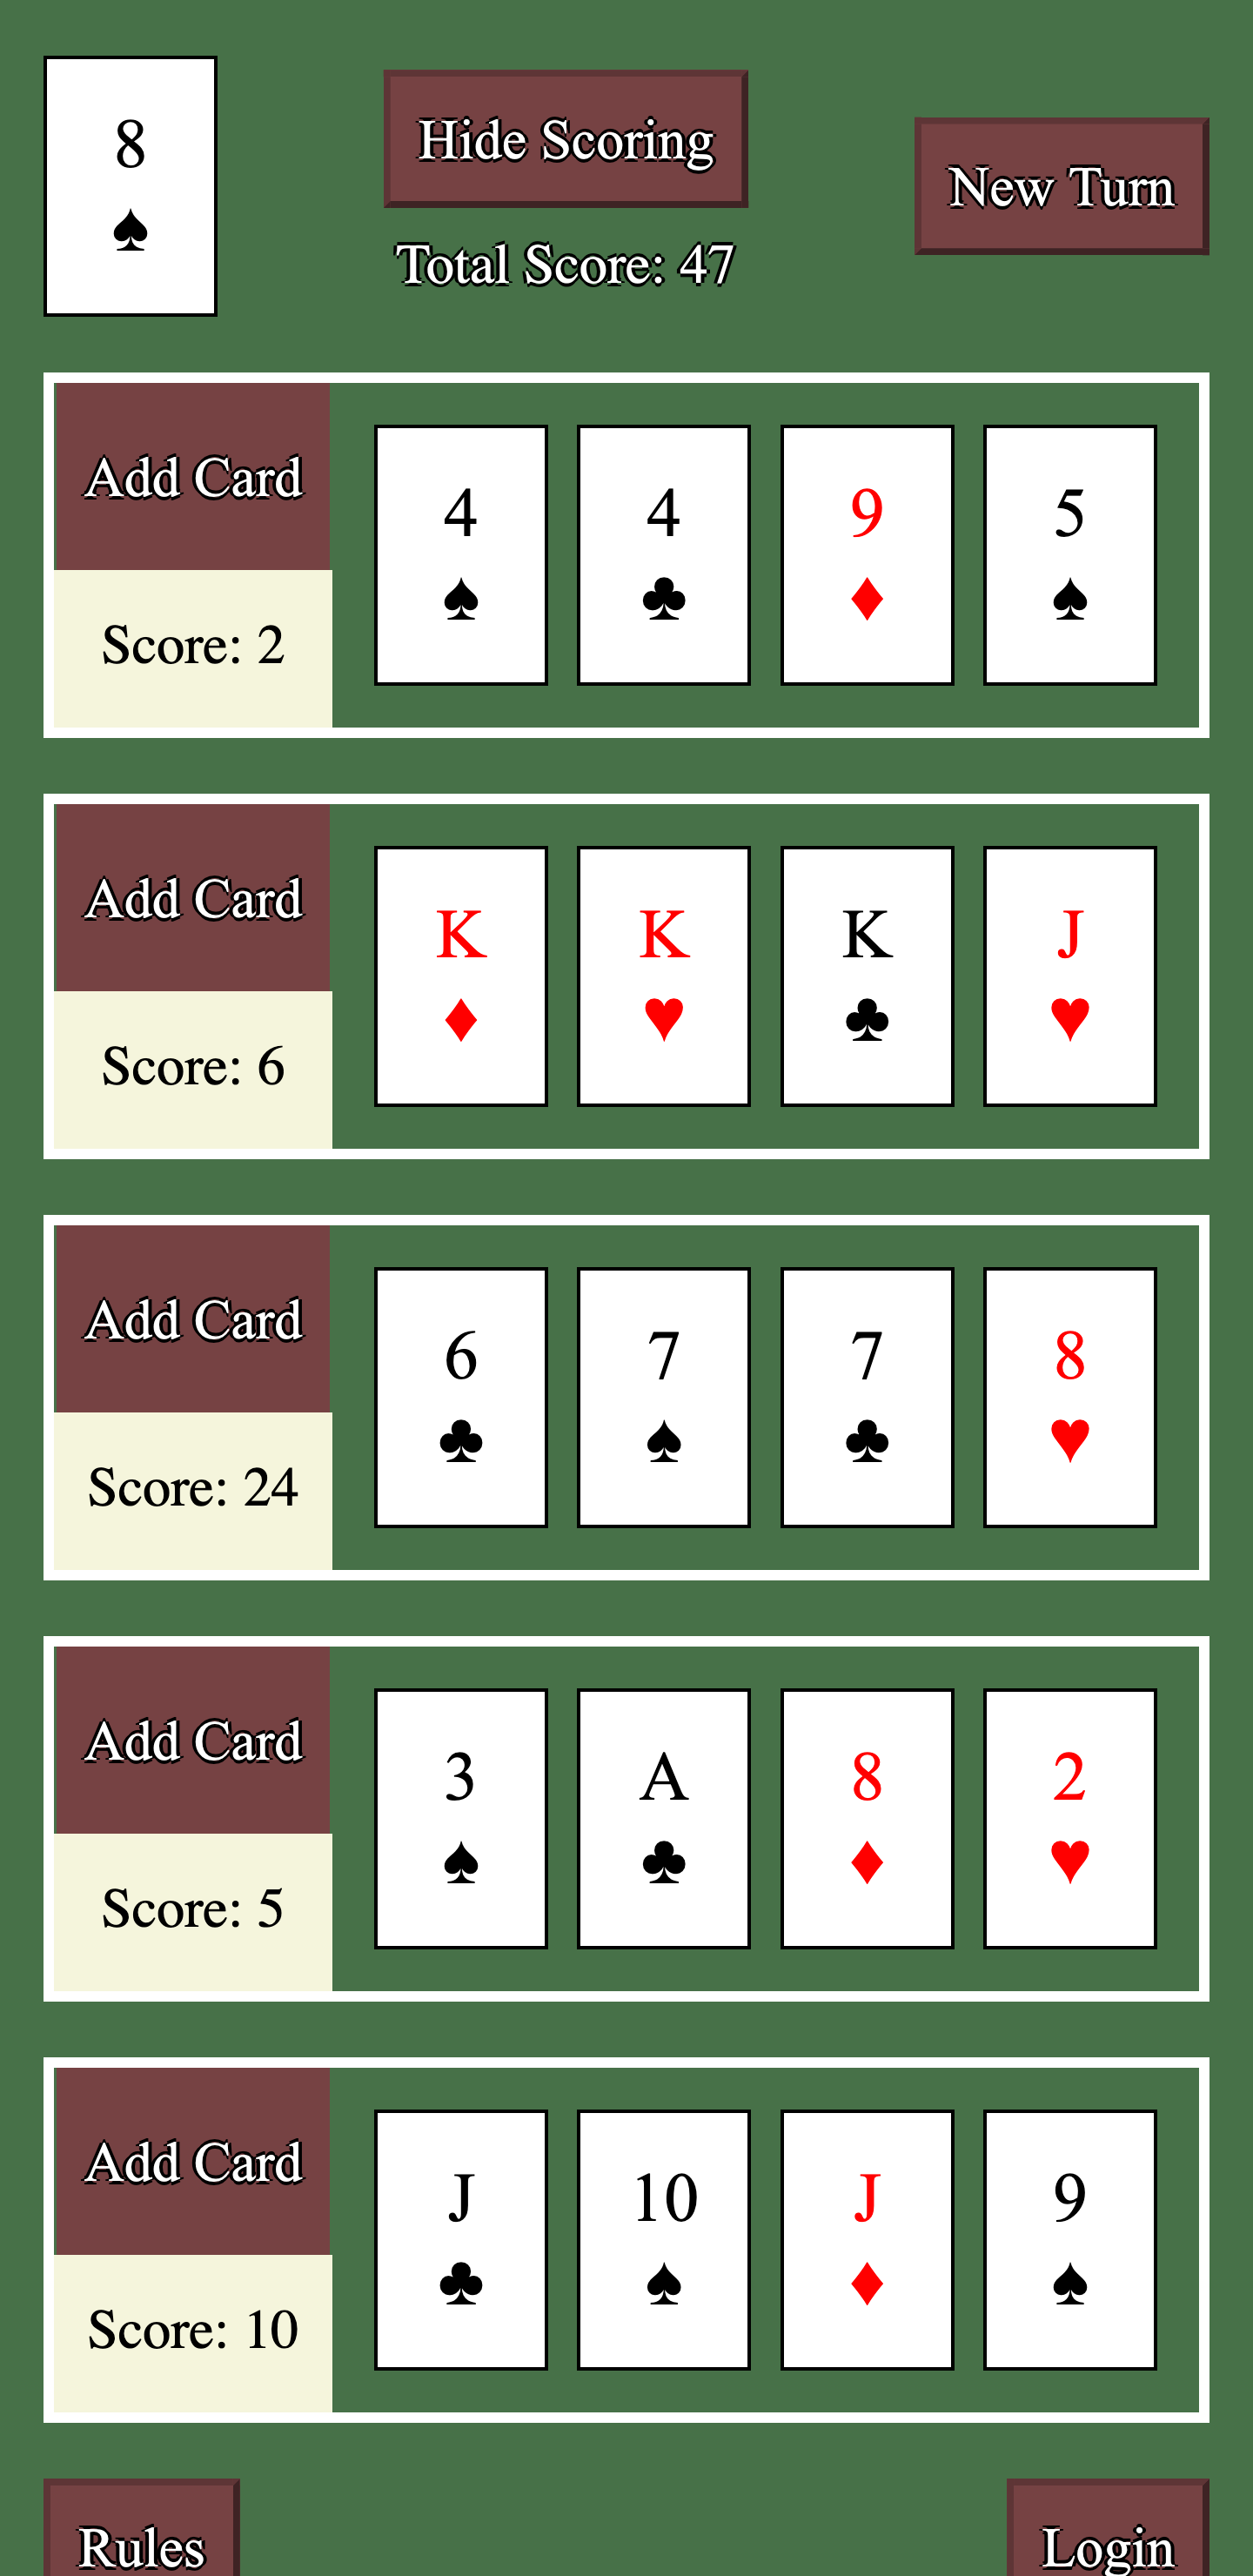 8
♠
Hide Scoring
Total Score: 47
New Turn
Add Card
Score: 2
4 4 9 5
♠ ♣ ♦ ♠
Add Card
Score: 6
K K K J
♦ ♥ ♣ ♥
Add Card
Score: 24
6 7 7 8
♣ ♠ ♣ ♥
Add Card
Score: 5
3 A 8 2
♠ ♣ ♦ ♥
Add Card
Score: 10
J 10 J 9
♣ ♠ ♦ ♠
Rules
Login